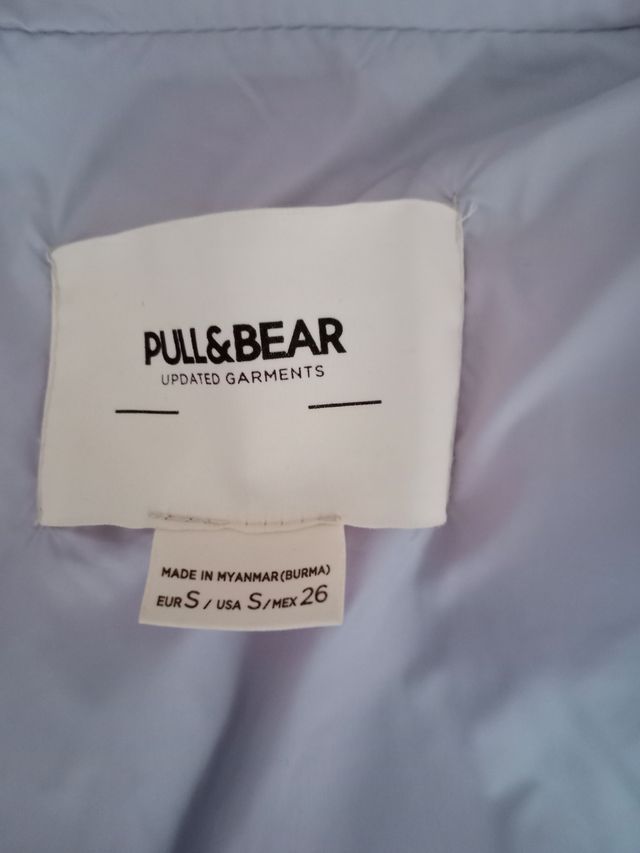 PULL&BEAR
UPDATED GARMENTS
MADE IN MYANMAR (BURMA)
EUR S / USA S / MEX 26